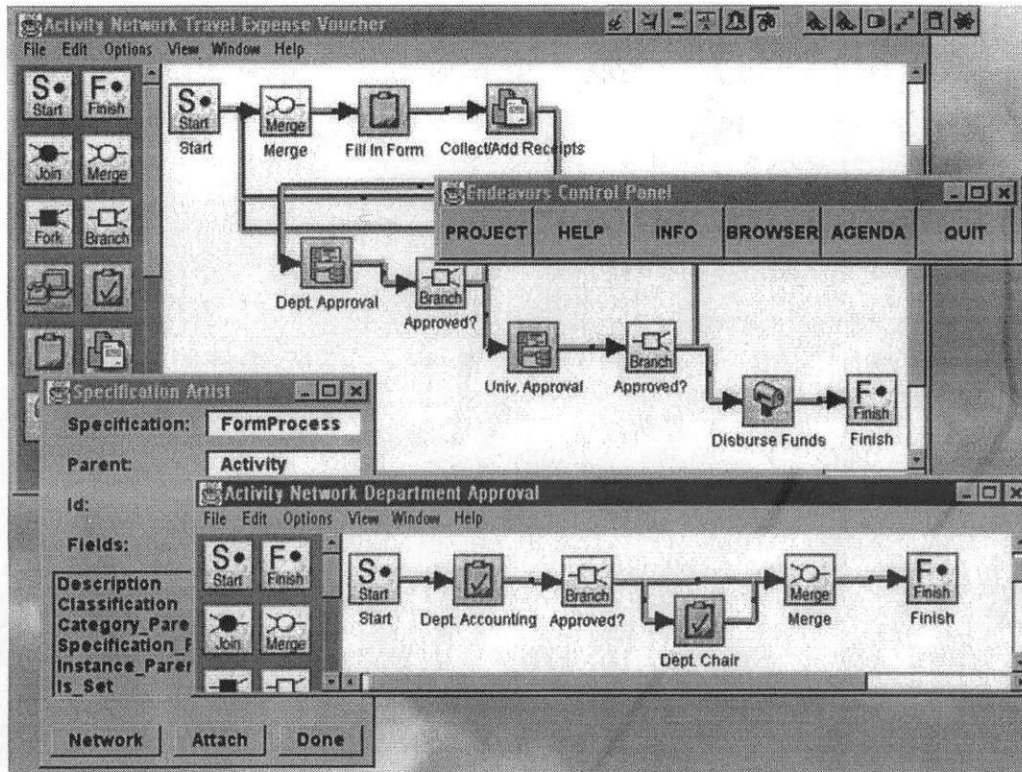 Activity Network Travel Expense Voucher
File Edit Options View Window Help
S Start
F Finish
Join
Merge
Fork
Branch
S Start
Start
Merge
Merge
Fill In Form
Collect/Add Receipts
Endeavors Control Panel
PROJECT HELP INFO BROWSER AGENDA QUIT
Dept. Approval
Branch
Approved?
Univ. Approval
Branch
Approved?
Disburse Funds
F Finish
Finish
Specification Artist
Specification: FormProcess
Parent: Activity
Id:
Fields:
Description
Classification
Category_Pare
Specification_F
Instance_Paren
Is_Set
Network Attach Done
Activity Network Department Approval
File Edit Options View Window Help
S Start
F Finish
Join
Merge
S Start
Start
Dept. Accounting
Branch
Approved?
Dept. Chair
Merge
Merge
F Finish
Finish